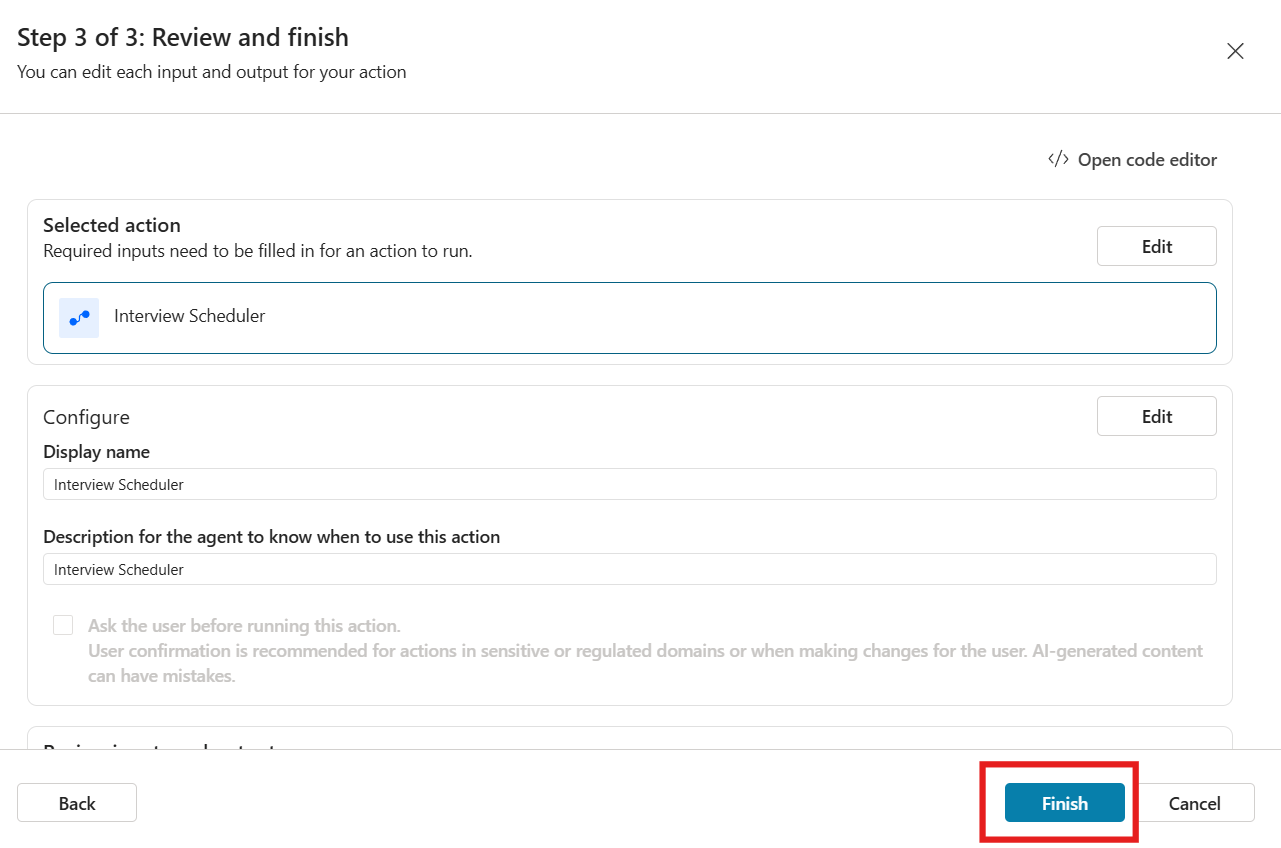 Step 3 of 3: Review and finish
You can edit each input and output for your action
</> Open code editor
Selected action
Required inputs need to be filled in for an action to run.
Edit
Interview Scheduler
Configure
Edit
Display name
Interview Scheduler
Description for the agent to know when to use this action
Interview Scheduler
Ask the user before running this action.
User confirmation is recommended for actions in sensitive or regulated domains or when making changes for the user. AI-generated content
can have mistakes.
Back
Finish
Cancel